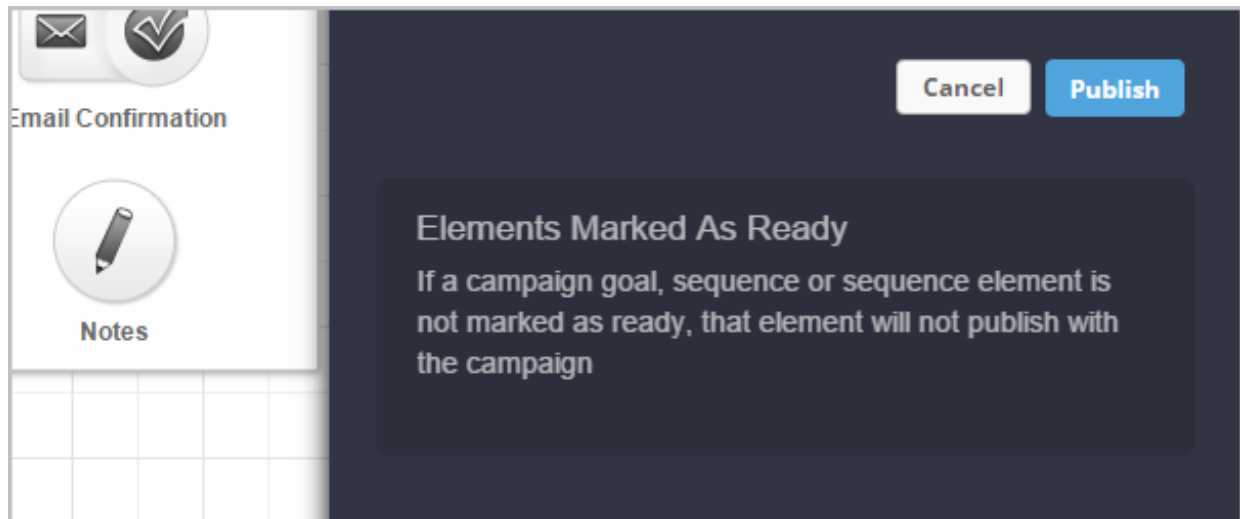 Email Confirmation
Notes
Cancel
Publish
Elements Marked As Ready
If a campaign goal, sequence or sequence element is
not marked as ready, that element will not publish with
the campaign